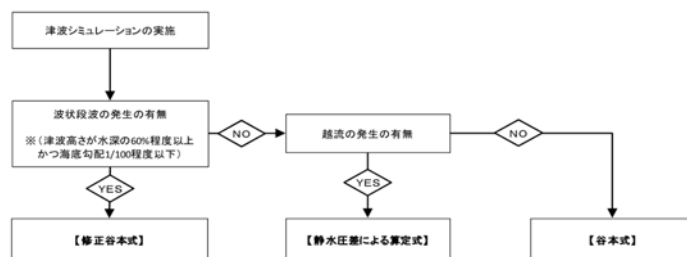 津波シミュレーションの実施
波状段波の発生の有無
※(津波高さが水深の60%程度以上
かつ海底勾配1/100程度以下)
NO
越流の発生の有無
NO
YES
YES
【修正谷本式】
【静水圧差による算定式】
【谷本式】